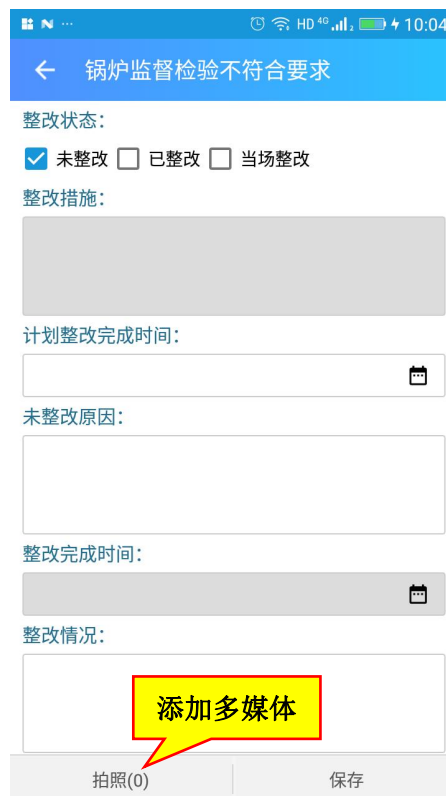 HD 4G 2 10:04
锅炉监督检验不符合要求
整改状态：
未整改 已整改 当场整改
整改措施：
计划整改完成时间：
未整改原因：
整改完成时间：
整改情况：
添加多媒体
拍照(0) 保存